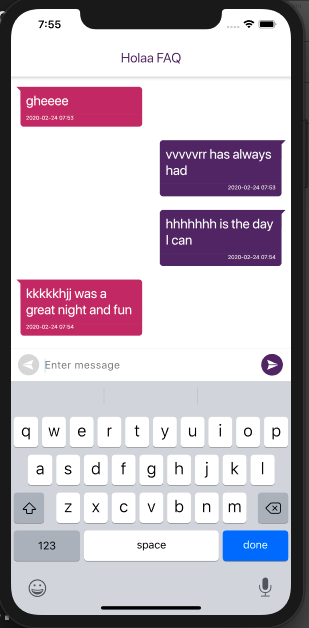 7:55
Holaa FAQ
gheeee
2020-02-24 07:53
vvvvvrr has always
had
2020-02-24 07:53
hhhhhhh is the day
I can
2020-02-24 07:54
kkkkkhjj was a
great night and fun
2020-02-24 07:54
Enter message
q w e r t y u i o p
a s d f g h j k l
z x c v b n m
123 space done